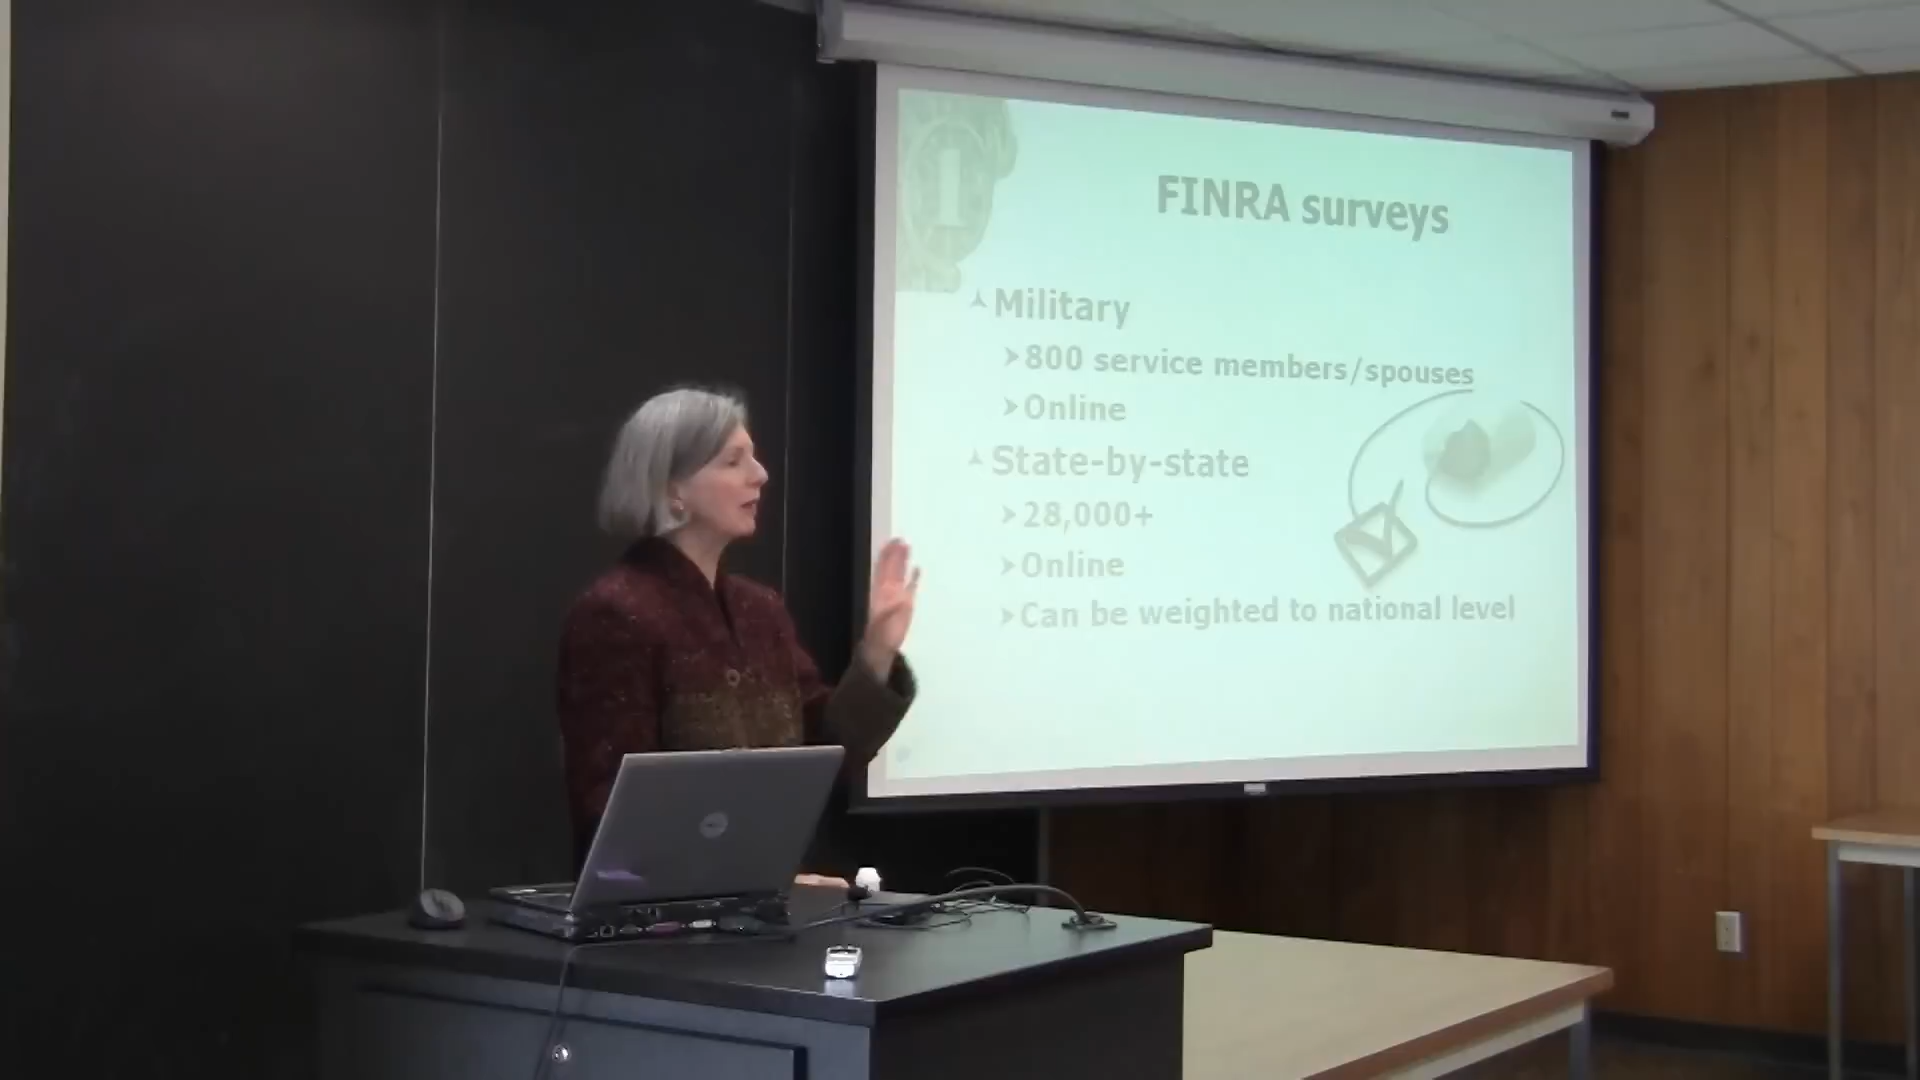 FINRA surveys
Military
800 service members/spouses
Online
State-by-state
28,000+
Online
Can be weighted to national level